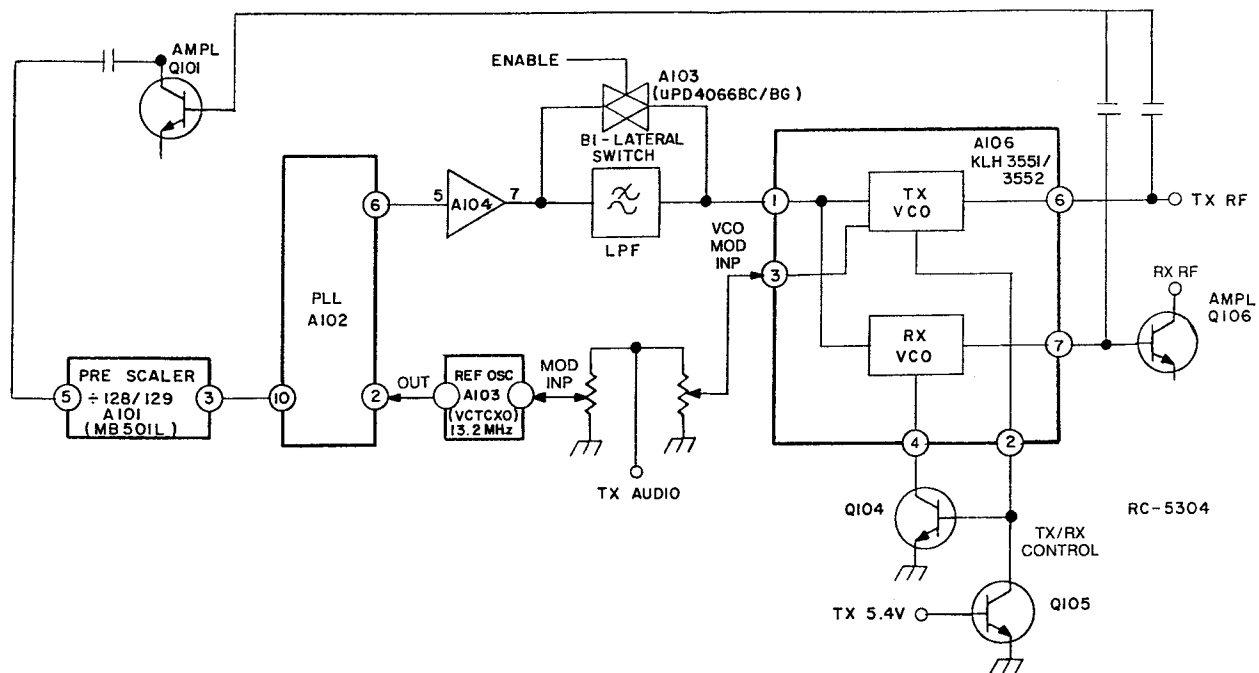 AMPL
Q101
ENABLE
A103
(uPD4066BC/BG)
BI-LATERAL
SWITCH
A106
KLH 3551/
3552
PLL
A102
6
5
A104
7
LPF
1
TX
VCO
6
TX RF
VCO
MOD
INP
3
RX RF
AMPL
Q106
RX
VCO
7
PRE SCALER
÷128/129
A101
(MB501L)
5
3
10
2
OUT
REF OSC
A103
(VCTCXO)
13.2MHz
MOD
INP
TX AUDIO
4
2
Q104
RC-5304
TX/RX
CONTROL
TX 5.4V
Q105